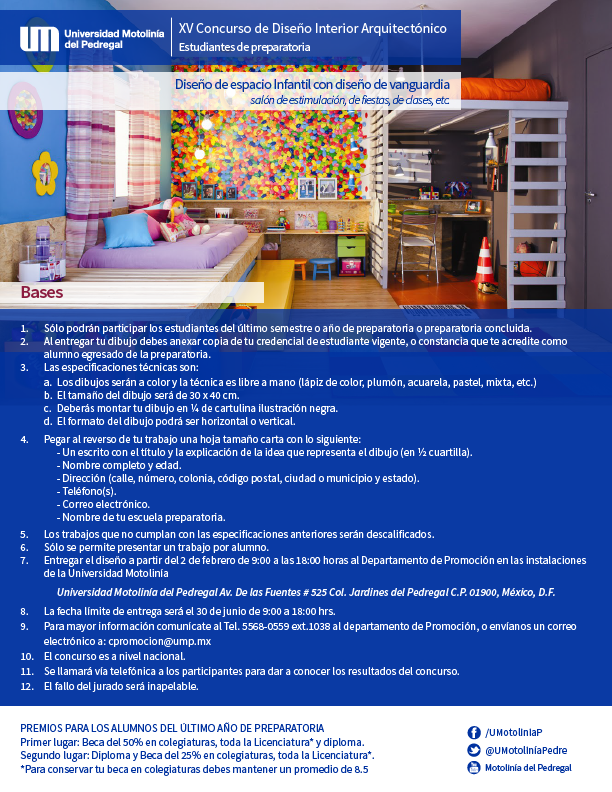 UM
Universidad Motolinía
del Pedregal
XV Concurso de Diseño Interior Arquitectónico
Estudiantes de preparatoria
Diseño de espacio Infantil con diseño de vanguardia
salón de estimulación, de fiestas, de clases, etc.
Bases
1. Sólo podrán participar los estudiantes del último semestre o año de preparatoria o preparatoria concluida.
2. Al entregar tu dibujo debes anexar copia de tu credencial de estudiante vigente, o constancia que te acredite como
alumno egresado de la preparatoria.
3. Las especificaciones técnicas son:
a. Los dibujos serán a color y la técnica es libre a mano (lápiz de color, plumón, acuarela, pastel, mixta, etc.)
b. El tamaño del dibujo será de 30 x 40 cm.
c. Deberás montar tu dibujo en ¼ de cartulina ilustración negra.
d. El formato del dibujo podrá ser horizontal o vertical.
4. Pegar al reverso de tu trabajo una hoja tamaño carta con lo siguiente:
- Un escrito con el título y la explicación de la idea que representa el dibujo (en ½ cuartilla).
- Nombre completo y edad.
- Dirección (calle, número, colonia, código postal, ciudad o municipio y estado).
- Teléfono(s).
- Correo electrónico.
- Nombre de tu escuela preparatoria.
5. Los trabajos que no cumplan con las especificaciones anteriores serán descalificados.
6. Sólo se permite presentar un trabajo por alumno.
7. Entregar el diseño a partir del 2 de febrero de 9:00 a las 18:00 horas al Departamento de Promoción en las instalaciones
de la Universidad Motolinía
Universidad Motolinía del Pedregal Av. De las Fuentes # 525 Col. Jardines del Pedregal C.P. 01900, México, D.F.
8. La fecha límite de entrega será el 30 de junio de 9:00 a 18:00 hrs.
9. Para mayor información comunícate al Tel. 5568-0559 ext.1038 al departamento de Promoción, o envíanos un correo
electrónico a: cpromocion@ump.mx
10. El concurso es a nivel nacional.
11. Se llamará vía telefónica a los participantes para dar a conocer los resultados del concurso.
12. El fallo del jurado será inapelable.
PREMIOS PARA LOS ALUMNOS DEL ÚLTIMO AÑO DE PREPARATORIA
Primer lugar: Beca del 50% en colegiaturas, toda la Licenciatura* y diploma.
Segundo lugar: Diploma y Beca del 25% en colegiaturas, toda la Licenciatura*.
*Para conservar tu beca en colegiaturas debes mantener un promedio de 8.5
/UMotoliníaP
@UMotoliníaPedre
Motolinía del Pedregal